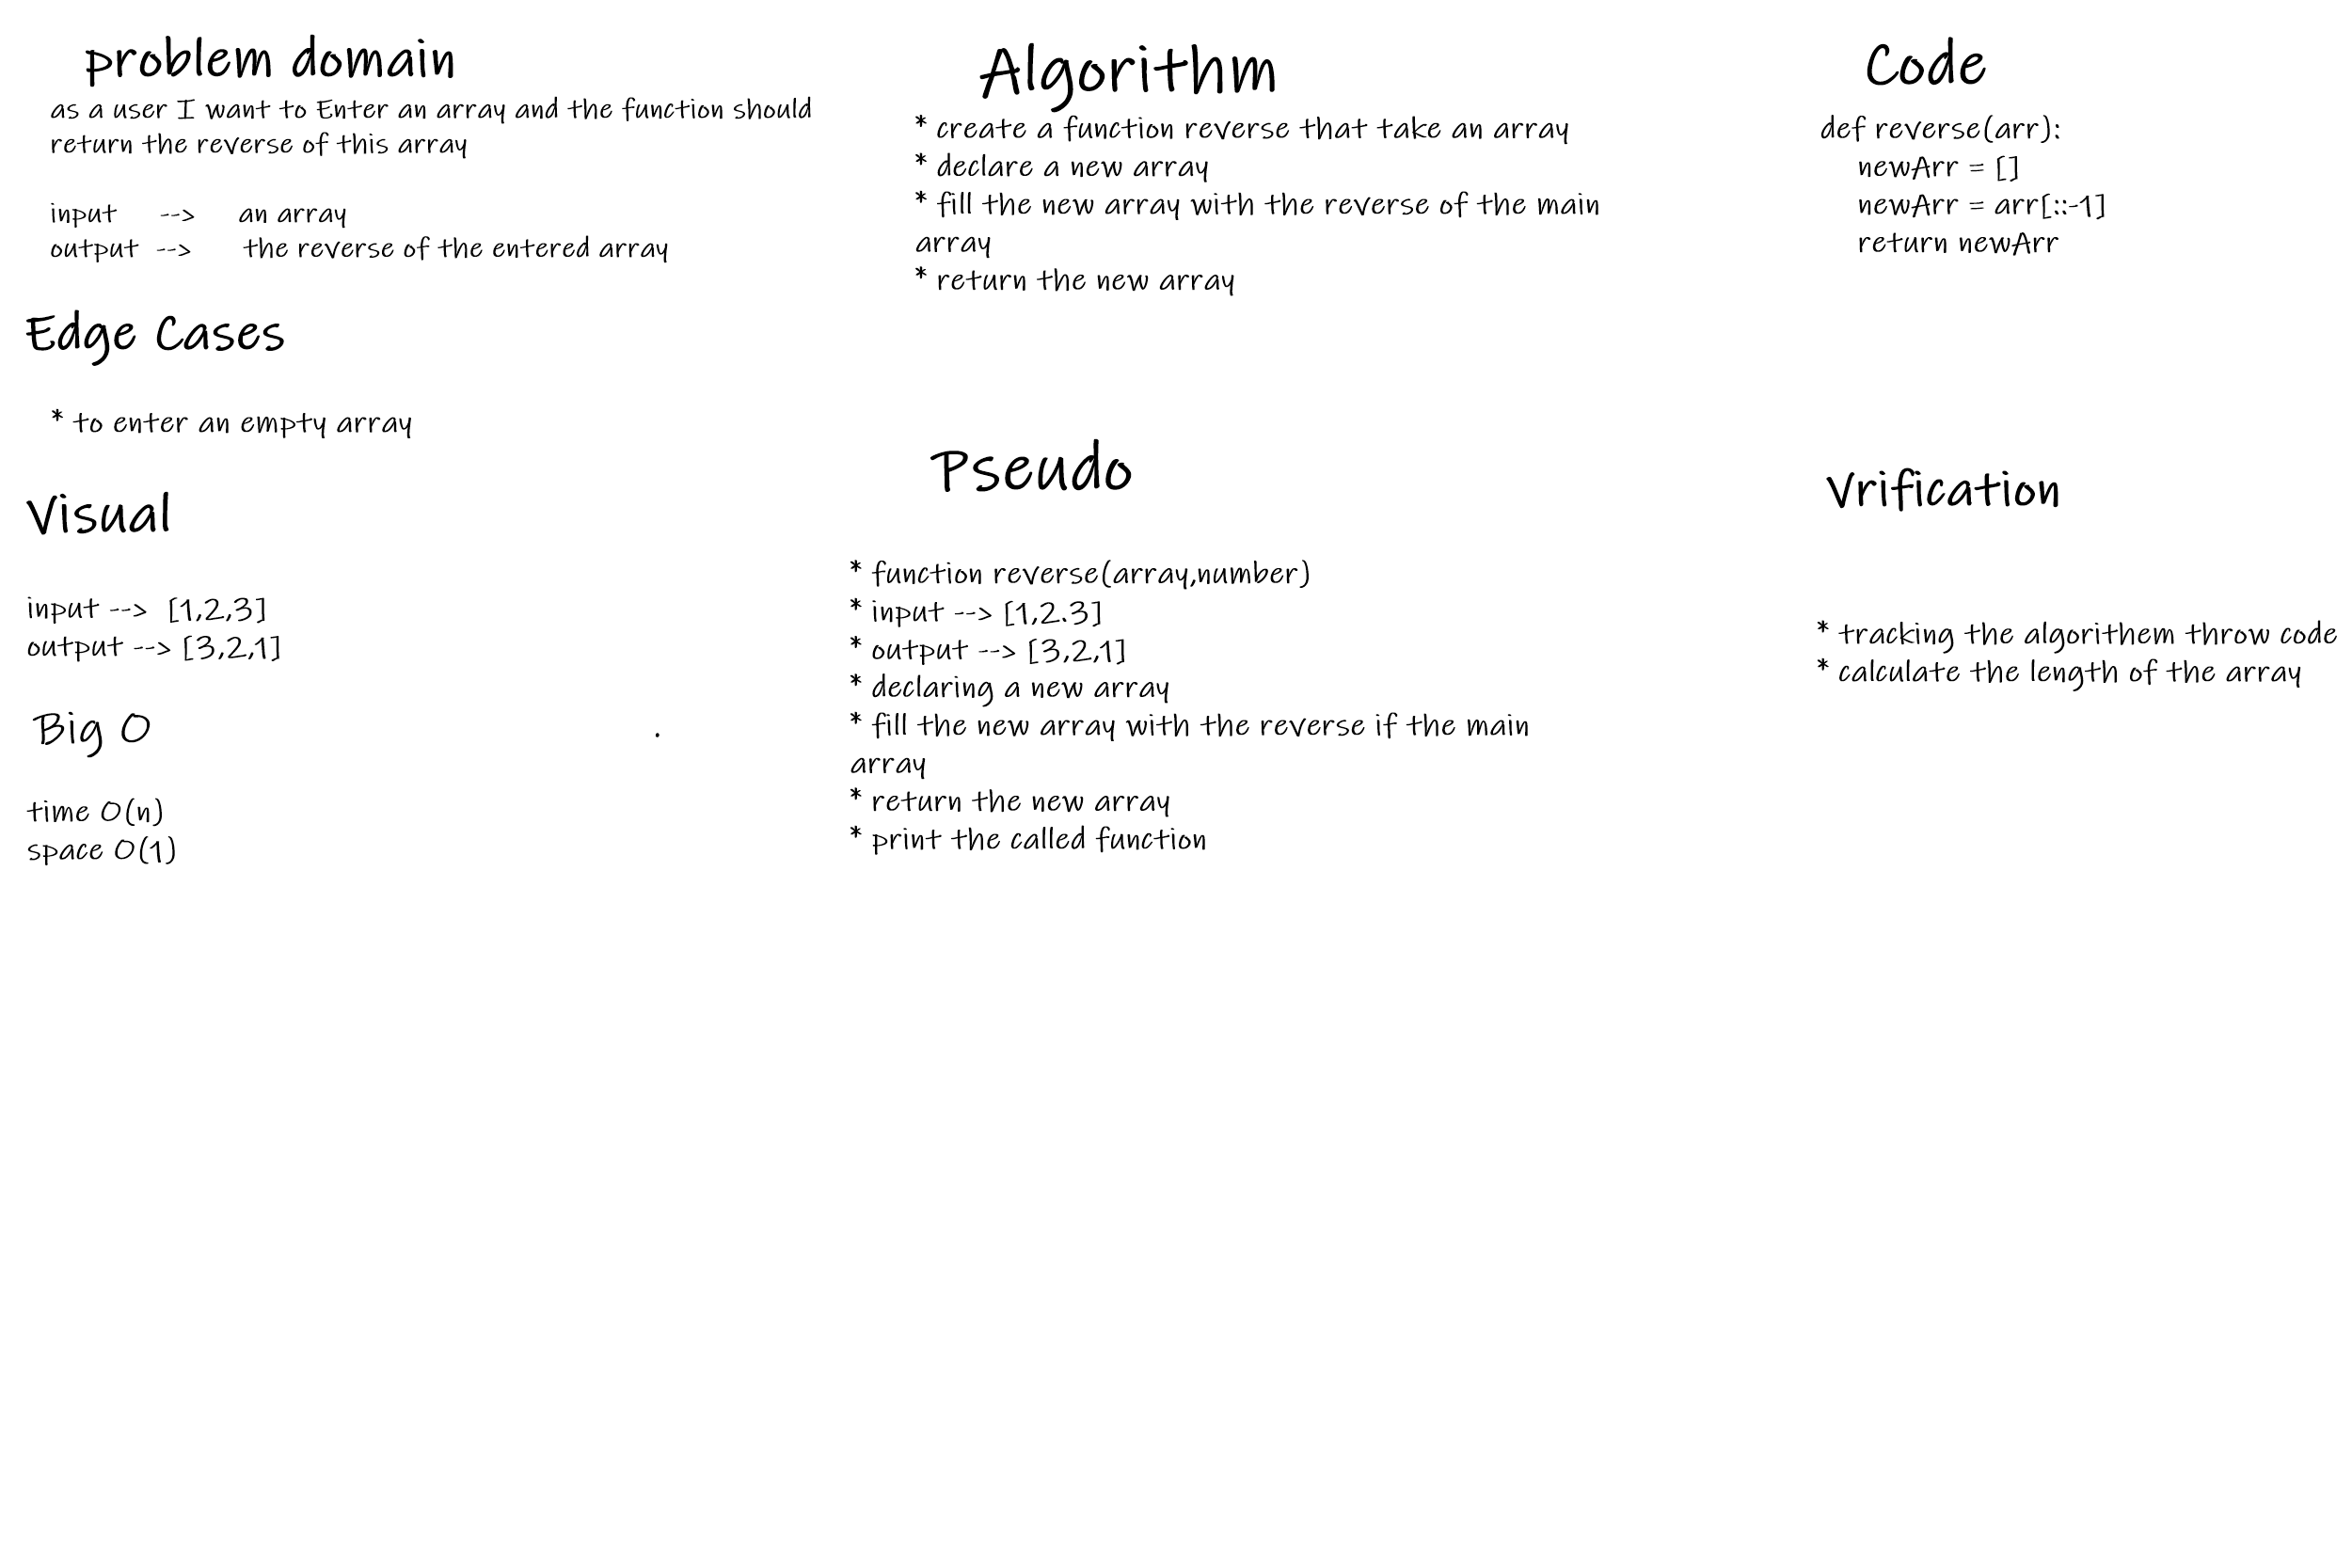 problem domain
as a user I want to Enter an array and the function should
return the reverse of this array
input --> an array
output --> the reverse of the entered array
Edge Cases
* to enter an empty array
Visual
input --> [1,2,3]
output --> [3,2,1]
Big O
.
time O(n)
space O(1)
Algorithm
* create a function reverse that take an array
* declare a new array
* fill the new array with the reverse of the main
array
* return the new array
Pseudo
* function reverse(array,number)
* input --> [1,2.3]
* output --> [3,2,1]
* declaring a new array
* fill the new array with the reverse if the main
array
* return the new array
* print the called function
Code
def reverse(arr):
newArr = []
newArr = arr[::-1]
return newArr
Vrification
* tracking the algorithem throw code
* calculate the length of the array